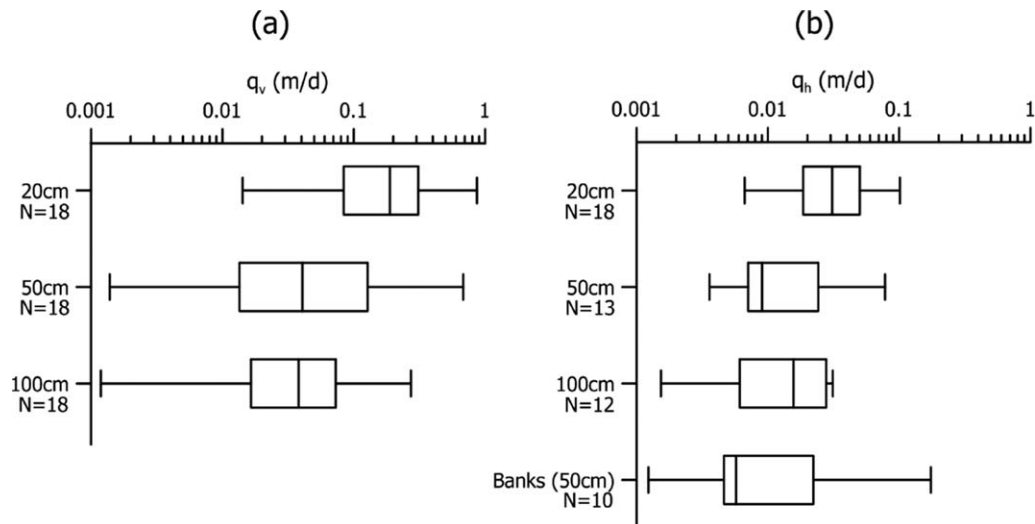 (a)
q_v (m/d)
0.001 0.01 0.1 1
20cm
N=18
50cm
N=18
100cm
N=18
(b)
q_h (m/d)
0.001 0.01 0.1 1
20cm
N=18
50cm
N=13
100cm
N=12
Banks (50cm)
N=10